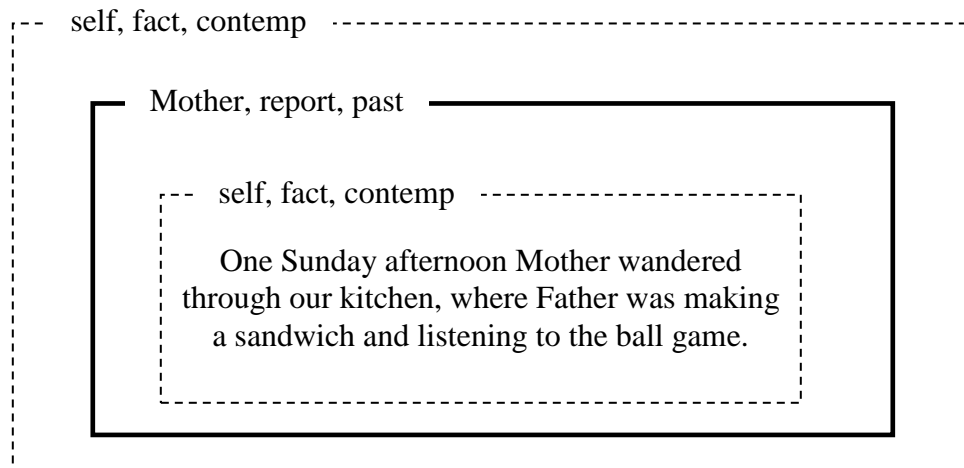 self, fact, contemp
Mother, report, past
self, fact, contemp
One Sunday afternoon Mother wandered
through our kitchen, where Father was making
a sandwich and listening to the ball game.